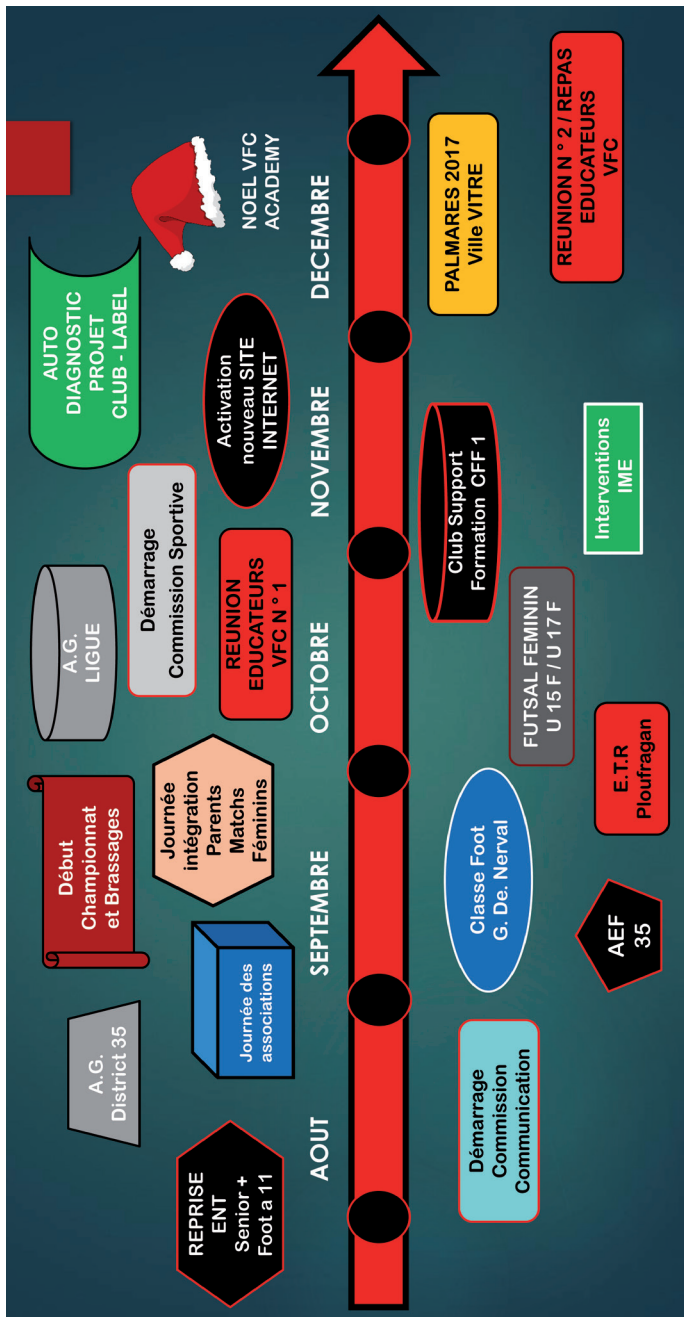 REPRISE
ENT
Senior +
Foot a 11
A.G.
District 35
Journée des
associations
Début
Championnat
et Brassages
Journée
intégration
Parents
Matchs
Féminins
A.G.
LIGUE
Démarrage
Commission Sportive
REUNION
EDUCATEURS
VFC N ° 1
AUTO
DIAGNOSTIC
PROJET
CLUB - LABEL
Activation
nouveau SITE
INTERNET
NOEL VFC
ACADEMY
AOUT
SEPTEMBRE
OCTOBRE
NOVEMBRE
DECEMBRE
Démarrage
Commission
Communication
Classe Foot
G. De. Nerval
AEF
35
E.T.R
Ploufragan
FUTSAL FEMININ
U 15 F / U 17 F
Club Support
Formation CFF 1
Interventions
IME
PALMARES 2017
Ville VITRE
REUNION N ° 2 / REPAS
EDUCATEURS
VFC